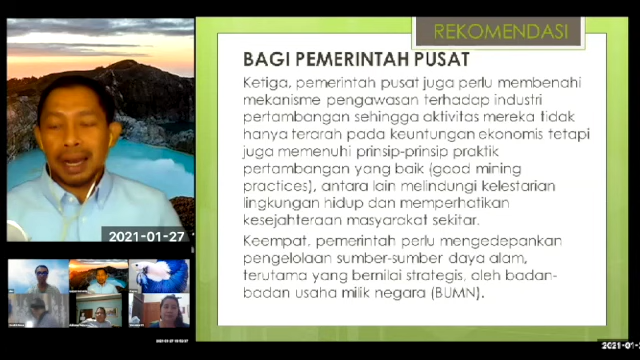 REKOMENDASI
BAGI PEMERINTAH PUSAT
Ketiga, pemerintah pusat juga perlu membenahi
mekanisme pengawasan terhadap industri
pertambangan sehingga aktivitas mereka tidak
hanya terarah pada keuntungan ekonomis tetapi
juga memenuhi prinsip-prinsip praktik
pertambangan yang baik (good mining
practices), antara lain melindungi kelestarian
lingkungan hidup dan memperhatikan
kesejahteraan masyarakat sekitar.
Keempat, pemerintah perlu mengedepankan
pengelolaan sumber-sumber daya alam,
terutama yang bernilai strategis, oleh badan-
badan usaha milik negara (BUMN).
2021-01-27
2021-01-